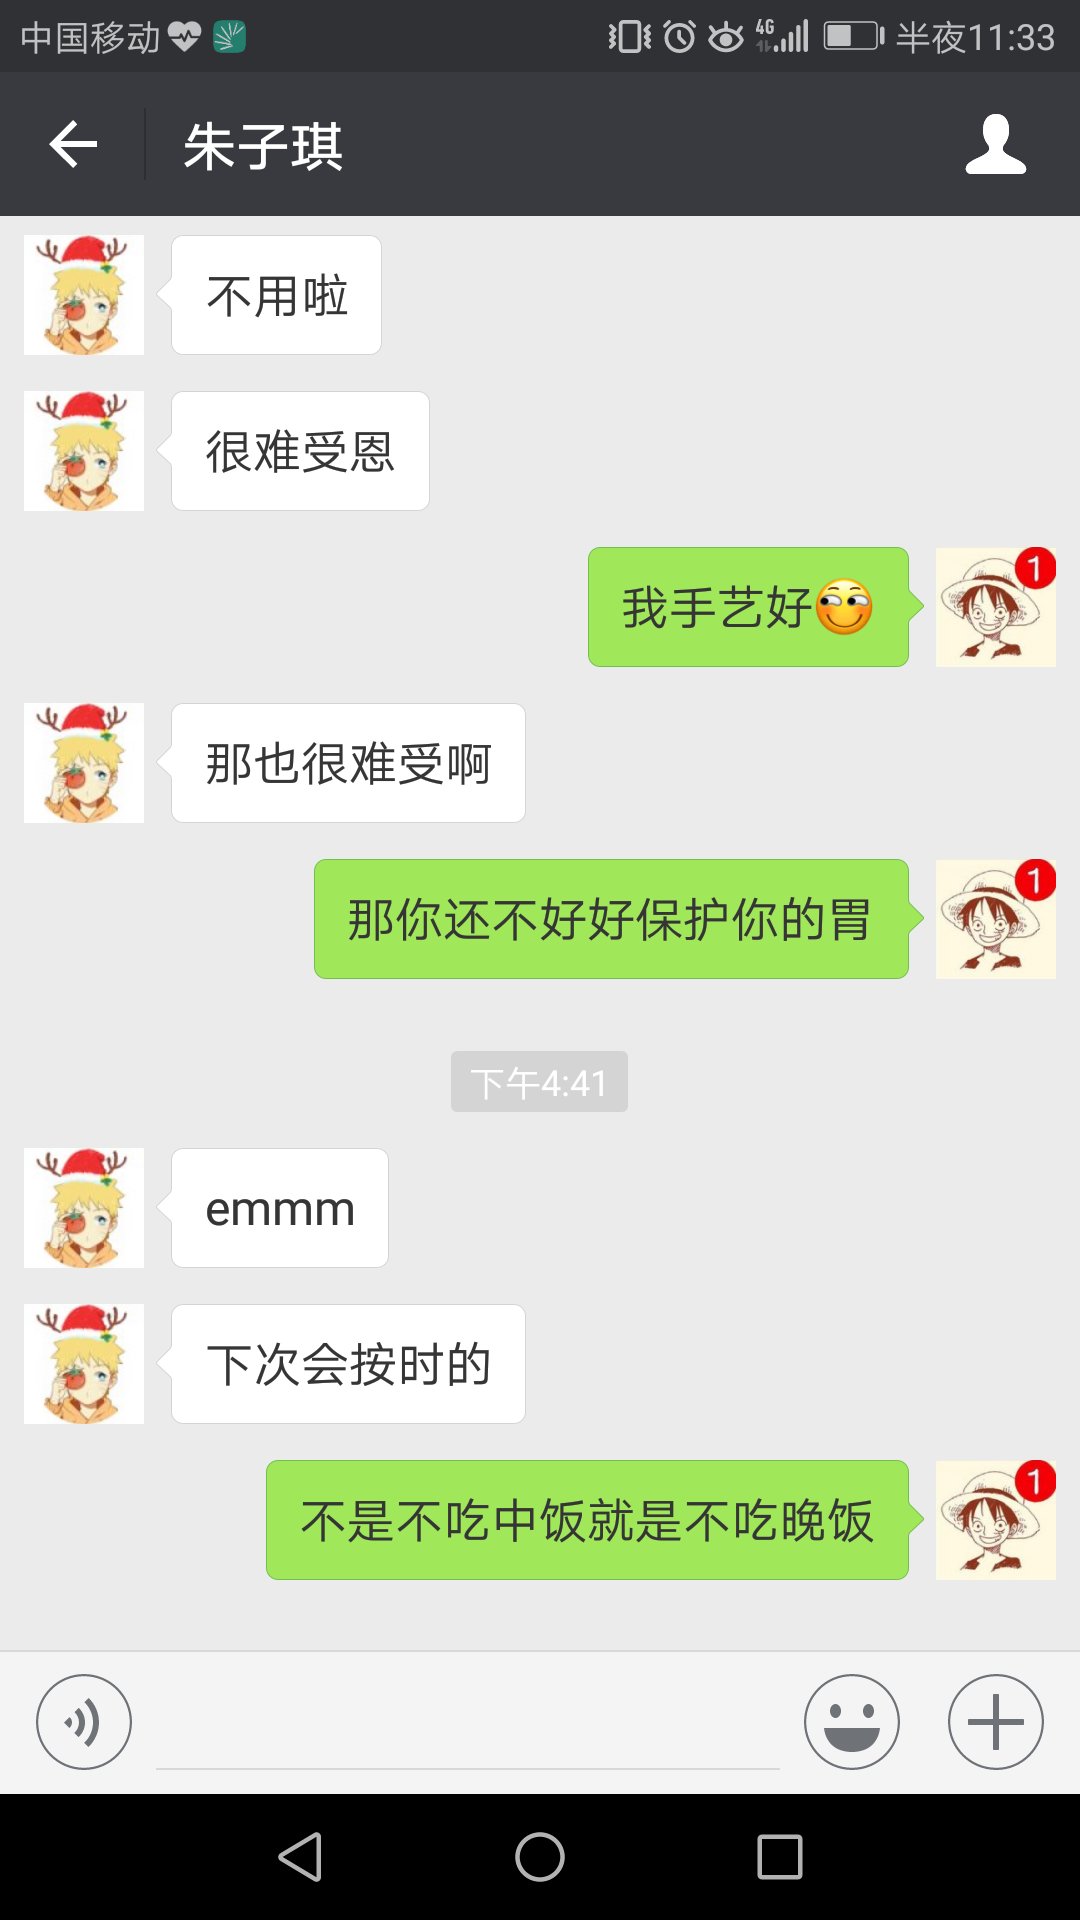 中国移动 4G 半夜11:33
朱子琪
不用啦
很难受恩
我手艺好
1
那也很难受啊
那你还不好好保护你的胃
1
下午4:41
emmm
下次会按时的
不是不吃中饭就是不吃晚饭
1